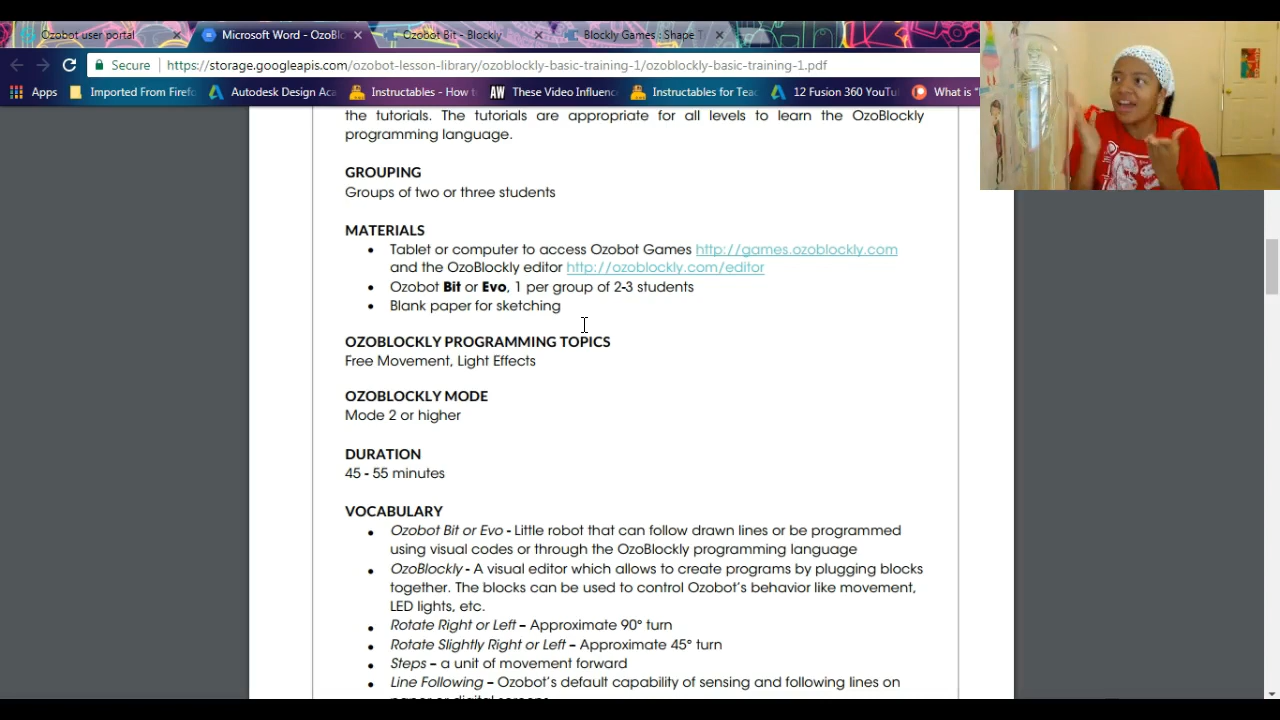 Ozobot user portal
Microsoft Word - OzoBl
Ozobot Bit - Blockly
Blockly Games : Shape T
Secure https://storage.googleapis.com/ozobot-lesson-library/ozoblockly-basic-training-1/ozoblockly-basic-training-1.pdf
Apps Imported From Firefo Autodesk Design Aca Instructables - How t AW These Video Influenc Instructables for Teac 12 Fusion 360 YouTu What is "
the tutorials. The tutorials are appropriate for all levels to learn the OzoBlockly
programming language.
GROUPING
Groups of two or three students
MATERIALS
• Tablet or computer to access Ozobot Games http://games.ozoblockly.com
and the OzoBlockly editor http://ozoblockly.com/editor
• Ozobot Bit or Evo, 1 per group of 2-3 students
• Blank paper for sketching
OZOBLOCKLY PROGRAMMING TOPICS
Free Movement, Light Effects
OZOBLOCKLY MODE
Mode 2 or higher
DURATION
45 - 55 minutes
VOCABULARY
• Ozobot Bit or Evo - Little robot that can follow drawn lines or be programmed
using visual codes or through the OzoBlockly programming language
• OzoBlockly - A visual editor which allows to create programs by plugging blocks
together. The blocks can be used to control Ozobot's behavior like movement,
LED lights, etc.
• Rotate Right or Left – Approximate 90° turn
• Rotate Slightly Right or Left – Approximate 45° turn
• Steps – a unit of movement forward
• Line Following – Ozobot's default capability of sensing and following lines on
paper or digital screens